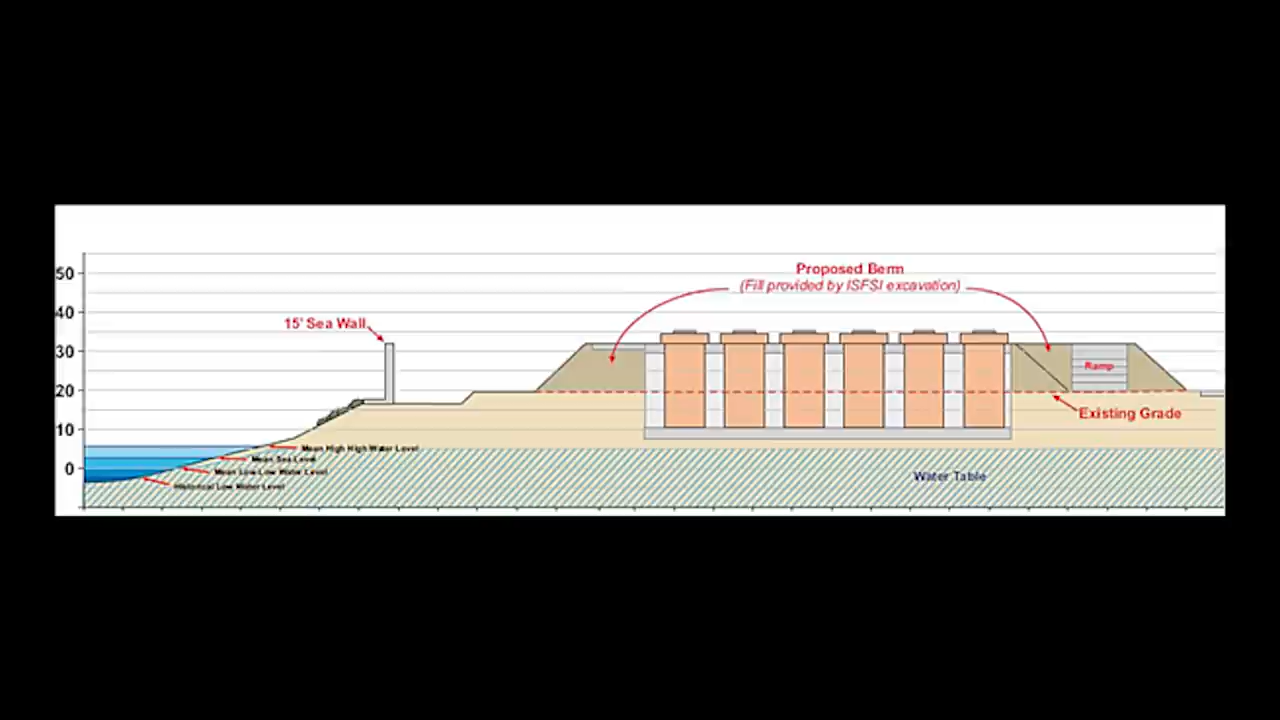 50
40
30
20
10
0
15' Sea Wall
Proposed Berm
(Fill provided by ISFSI excavation)
Ramp
Existing Grade
Mean High High Water Level
Mean Sea Level
Mean Low Low Water Level
Historical Low Water Level
Water Table